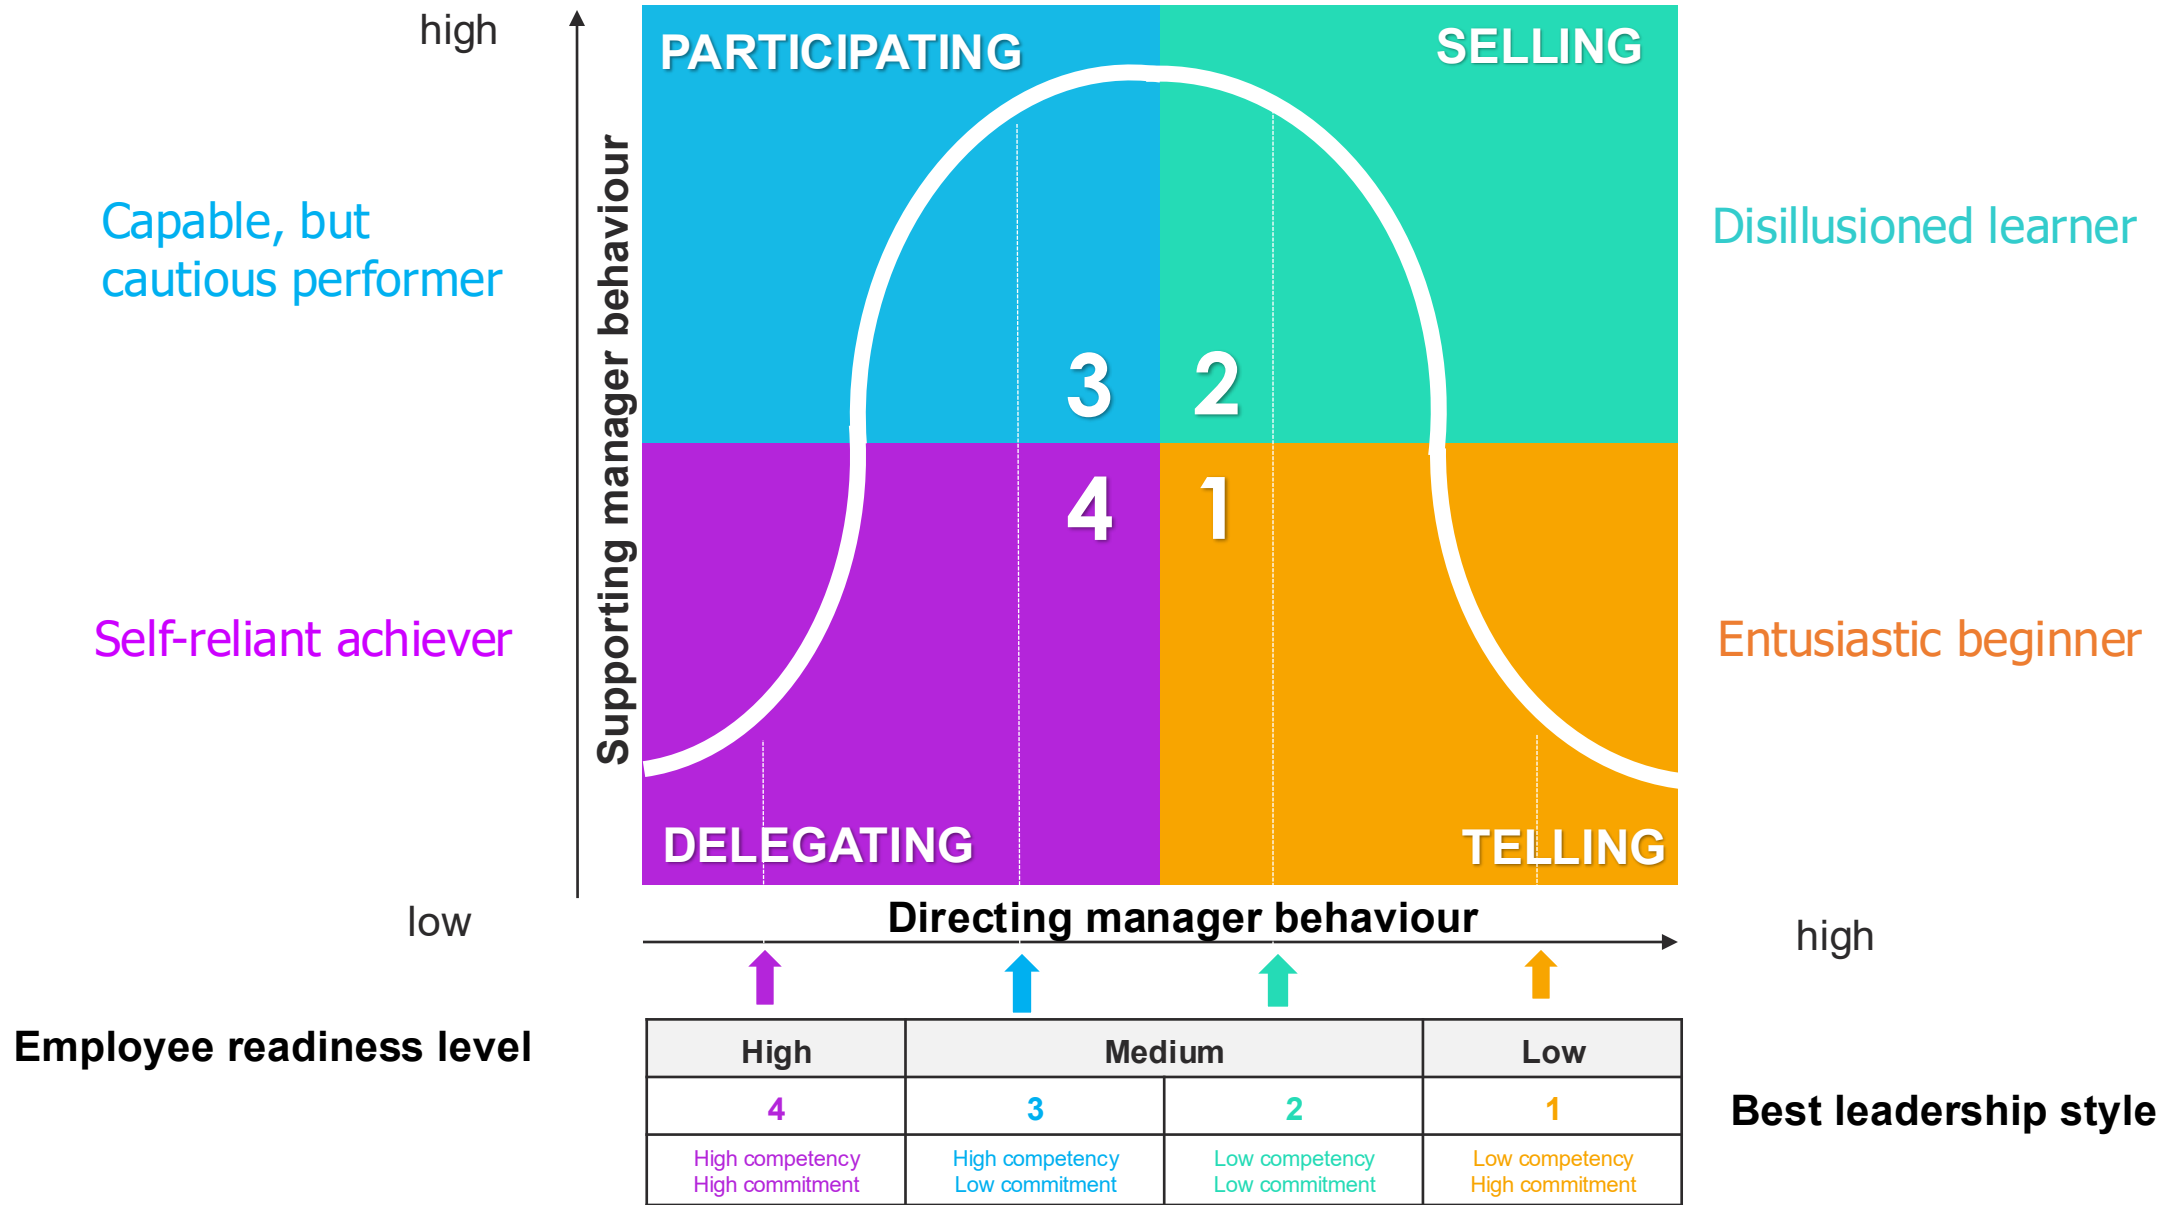 high
PARTICIPATING
SELLING
Supporting manager behaviour
Capable, but
cautious performer
Disillusioned learner
3
2
4
1
Self-reliant achiever
Entusiastic beginner
DELEGATING
TELLING
low
Directing manager behaviour
high
Employee readiness level
High
Medium
Low
4
3
2
1
Best leadership style
High competency
High commitment
High competency
Low commitment
Low competency
Low commitment
Low competency
High commitment